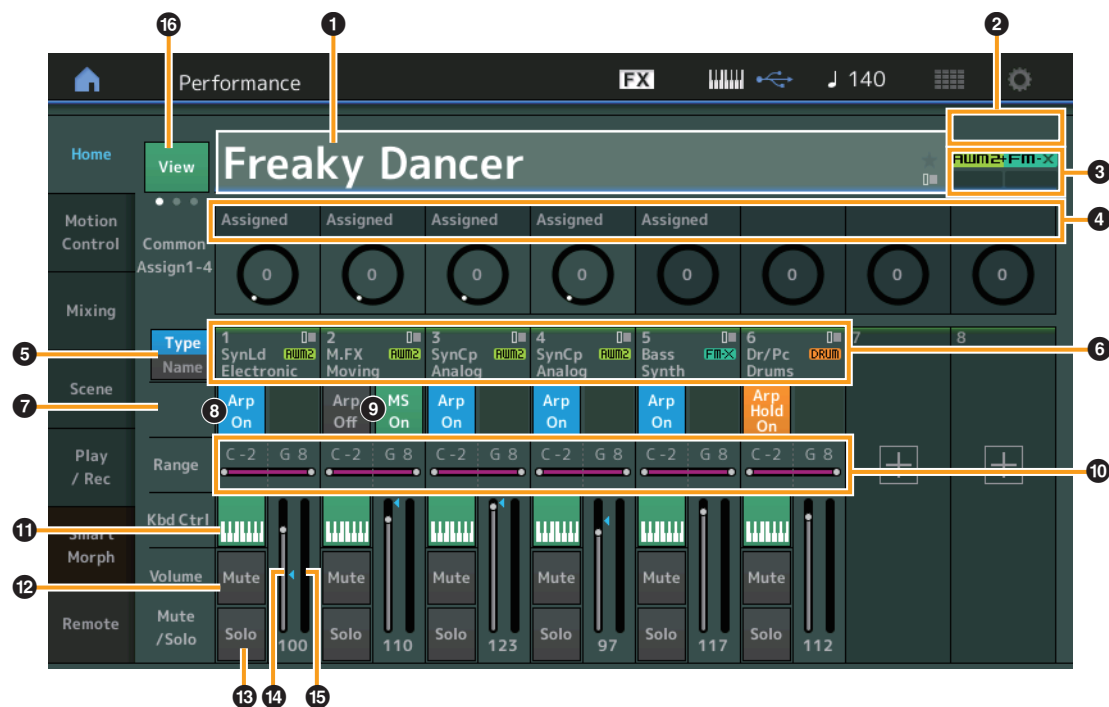 16 1 2
Performance FX 140
Home View Freaky Dancer AWM2+FM-X 3
Motion Control
Common Assign1-4
Assigned Assigned Assigned Assigned Assigned 4
0 0 0 0 0 0 0 0
Mixing
5 Type
Name
1 SynLd AWM2 Electronic
2 M.FX AWM2 Moving
3 SynCp AWM2 Analog
4 SynCp AWM2 Analog
5 Bass FM-X Synth
6 Dr/Pc DRUM Drums
7
8
6
Scene
7
8 Arp On Arp Off 9 MS On Arp On Arp On Arp On Arp Hold On
Play / Rec
Range C -2 G 8 C -2 G 8 C -2 G 8 C -2 G 8 C -2 G 8 C -2 G 8 10
11 Kbd Ctrl
Smart Morph
12 Volume Mute Mute Mute Mute Mute Mute
Remote
Mute /Solo Solo 100 Solo 110 Solo 123 Solo 97 Solo 117 Solo 112
13 14 15